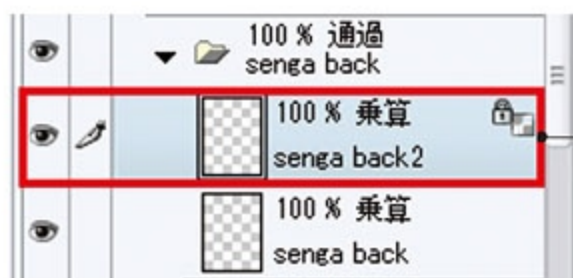 100 % 通過
senga back
100 % 乗算
senga back2
100 % 乗算
senga back